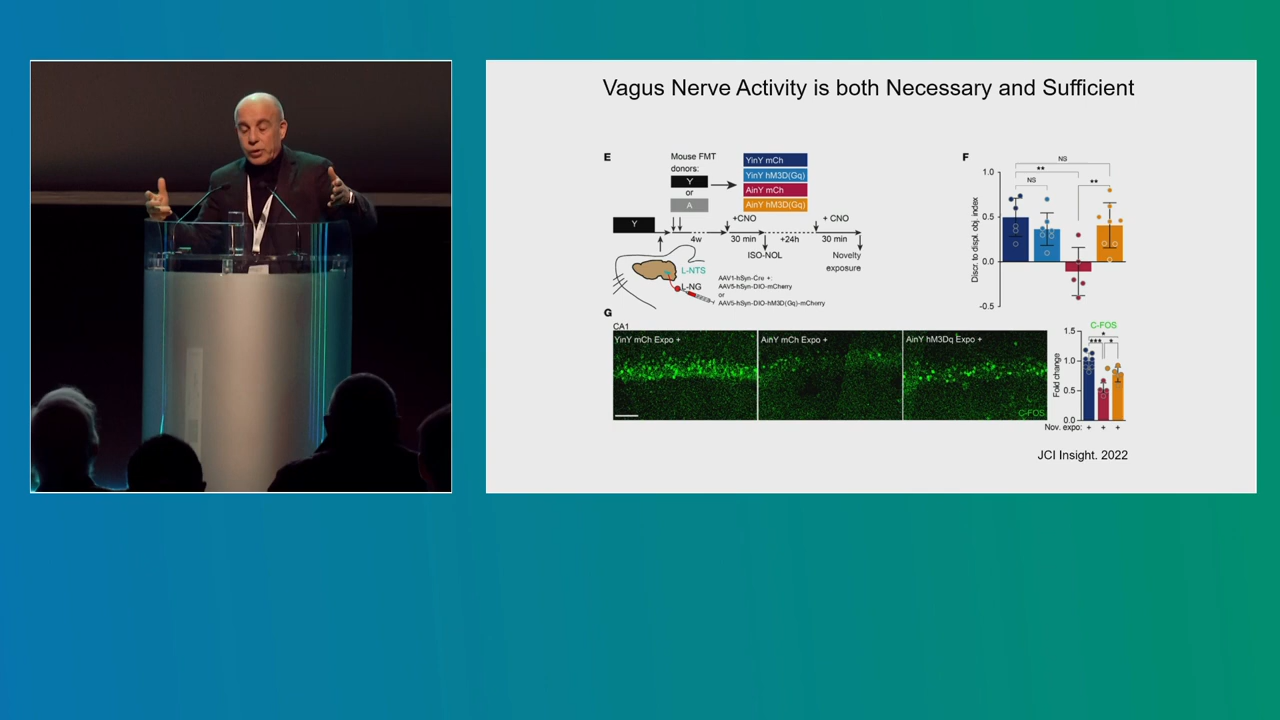 Vagus Nerve Activity is both Necessary and Sufficient
E
Mouse FMT
donors:
Y
or
A
YinY mCh
YinY hM3D(Gq)
AinY mCh
AinY hM3D(Gq)
Y
+CNO
+ CNO
4w
30 min
+24h
30 min
ISO-NOL
Novelty
exposure
L-NTS
L-NG
AAV1-hSyn-Cre +:
AAV5-hSyn-DIO-mCherry
or
AAV5-hSyn-DIO-hM3D(Gq)-mCherry
F
NS
**
NS
**
1.0
0.5
0.0
-0.5
Discr. to displ. obj. index
G
CA1
YinY mCh Expo +
AinY mCh Expo +
AinY hM3Dq Expo +
C-FOS
C-FOS
*
***
*
1.5
1.0
0.5
0.0
Fold change
Nov. expo: + + +
JCI Insight. 2022